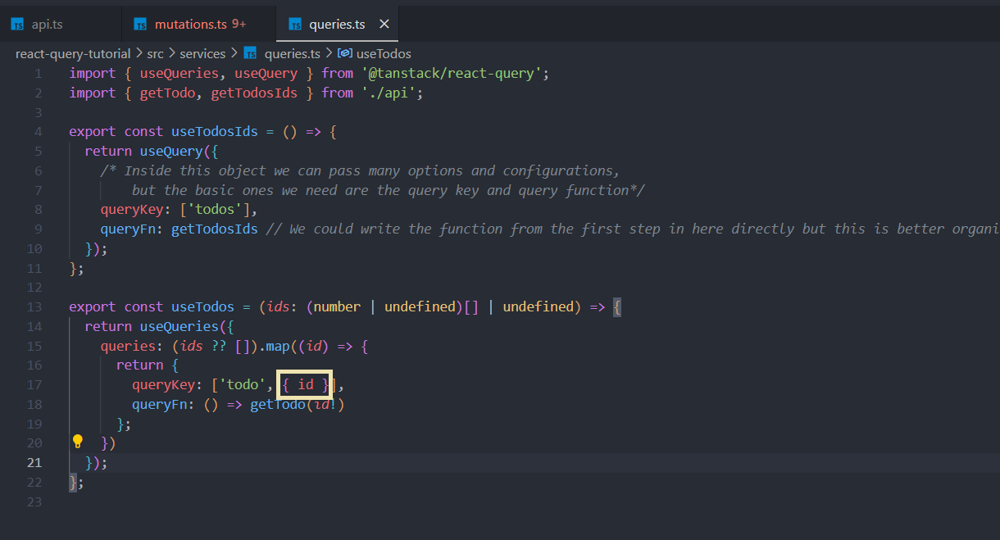 TS api.ts TS mutations.ts 9+ TS queries.ts ×
react-query-tutorial > src > services > TS queries.ts > useTodos
1 import { useQueries, useQuery } from '@tanstack/react-query';
2 import { getTodo, getTodosIds } from './api';
3
4 export const useTodosIds = () => {
5 return useQuery({
6 /* Inside this object we can pass many options and configurations,
7 but the basic ones we need are the query key and query function*/
8 queryKey: ['todos'],
9 queryFn: getTodosIds // We could write the function from the first step in here directly but this is better organi
10 });
11 };
12
13 export const useTodos = (ids: (number | undefined)[] | undefined) => {
14 return useQueries({
15 queries: (ids ?? []).map((id) => {
16 return {
17 queryKey: ['todo', { id }],
18 queryFn: () => getTodo(id!)
19 };
20 })
21 });
22 };
23